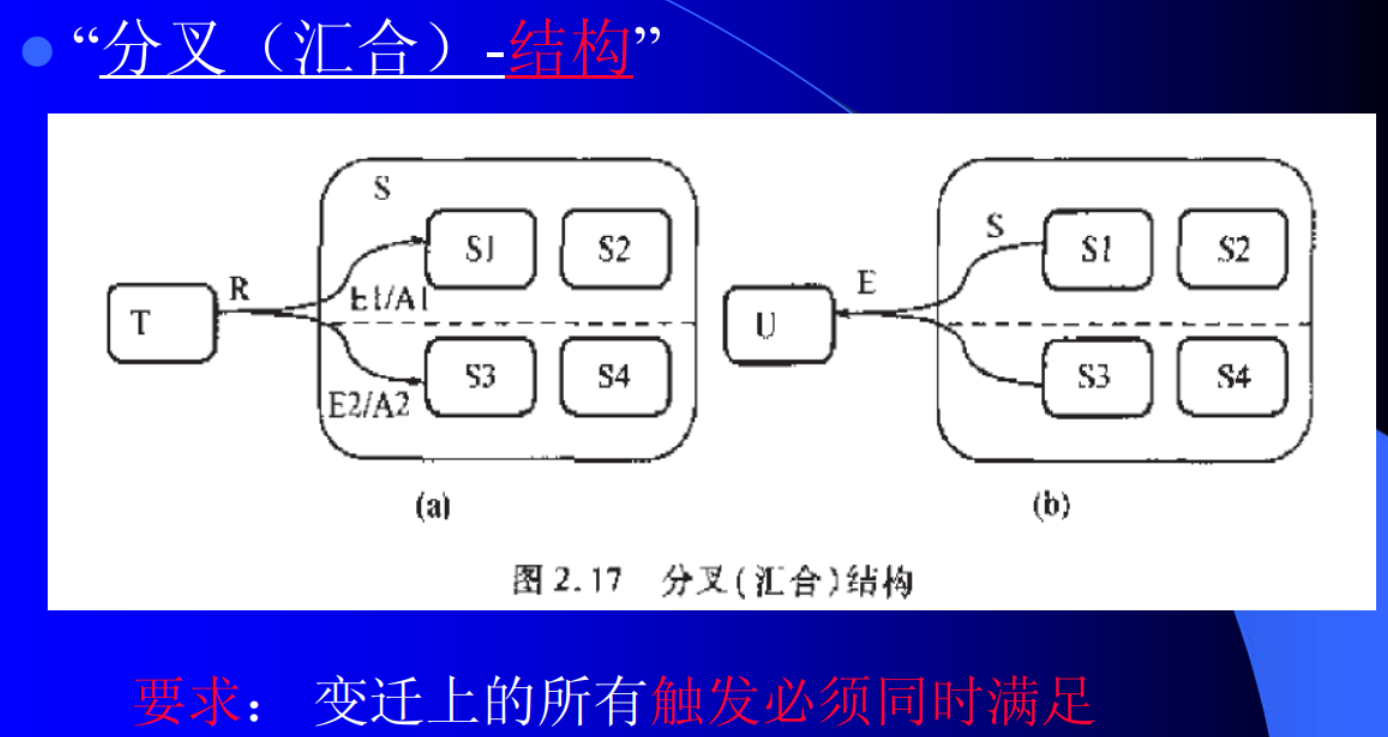 “分叉（汇合）-结构”
S
S1
S2
R
E1/A1
T
S3
S4
E2/A2
(a)
S
S1
S2
E
U
S3
S4
(b)
图 2.17 分叉(汇合)结构
要求： 变迁上的所有触发必须同时满足